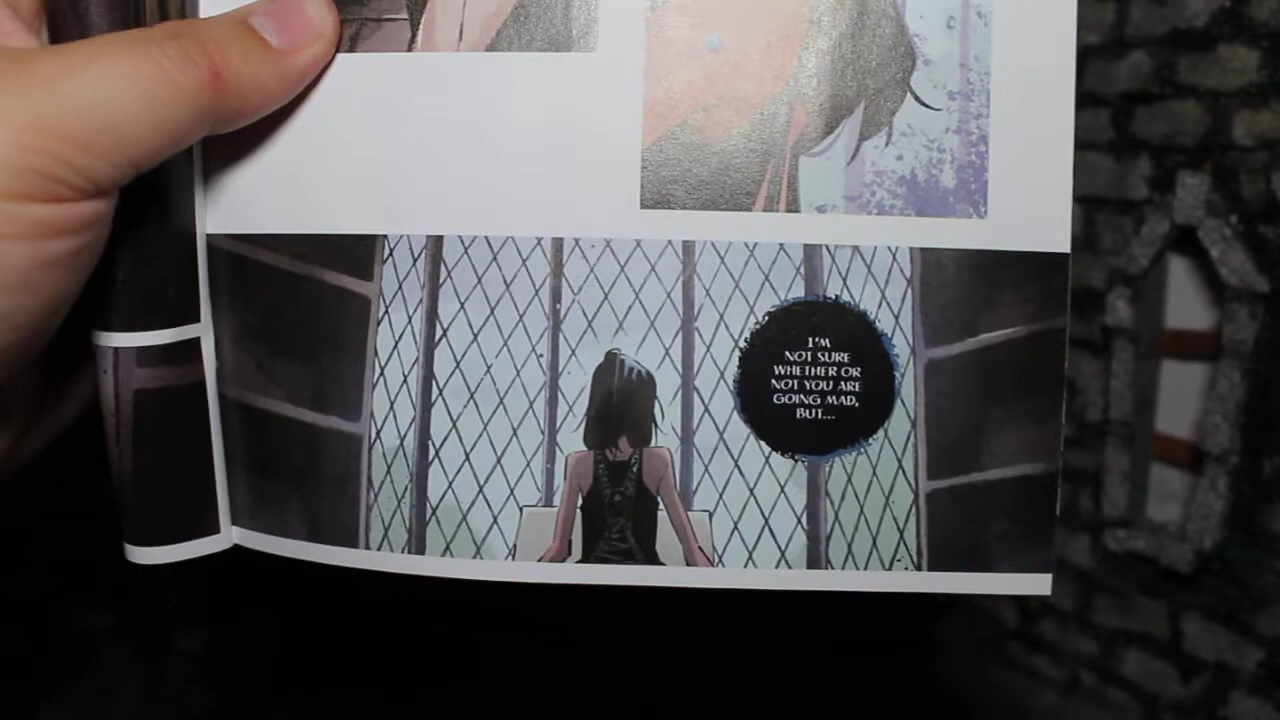 I'M
NOT SURE
WHETHER OR
NOT YOU ARE
GOING MAD,
BUT...